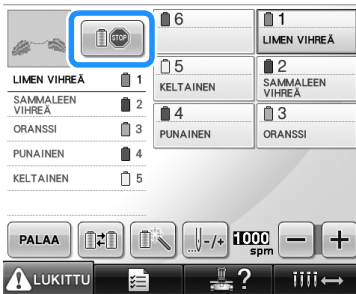 STOP
LIMEN VIHREÄ 1
SAMMALEEN VIHREÄ 2
ORANSSI 3
PUNAINEN 4
KELTAINEN 5
6
1
LIMEN VIHREÄ
5
KELTAINEN
2
SAMMALEEN
VIHREÄ
4
PUNAINEN
3
ORANSSI
PALAA
-/+
1000
spm
-
+
LUKITTU
?